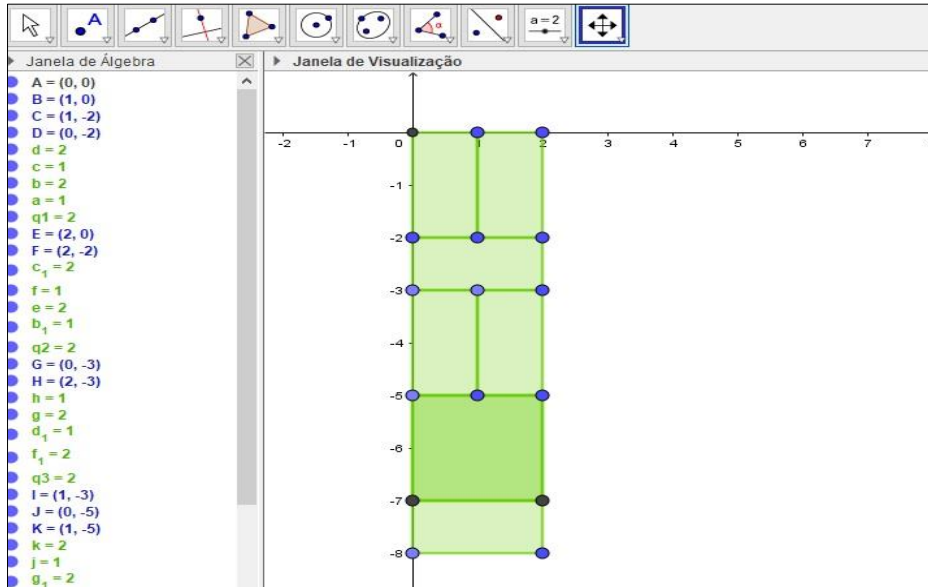 A
α
a = 2
Janela de Álgebra
Janela de Visualização
A = (0, 0)
B = (1, 0)
C = (1, -2)
D = (0, -2)
d = 2
c = 1
b = 2
a = 1
q1 = 2
E = (2, 0)
F = (2, -2)
c₁ = 2
f = 1
e = 2
b₁ = 1
q2 = 2
G = (0, -3)
H = (2, -3)
h = 1
g = 2
d₁ = 1
f₁ = 2
q3 = 2
I = (1, -3)
J = (0, -5)
K = (1, -5)
k = 2
j = 1
g₁ = 2
-2 -1 0 1 2 3 4 5 6 7
-1
-2
-3
-4
-5
-6
-7
-8